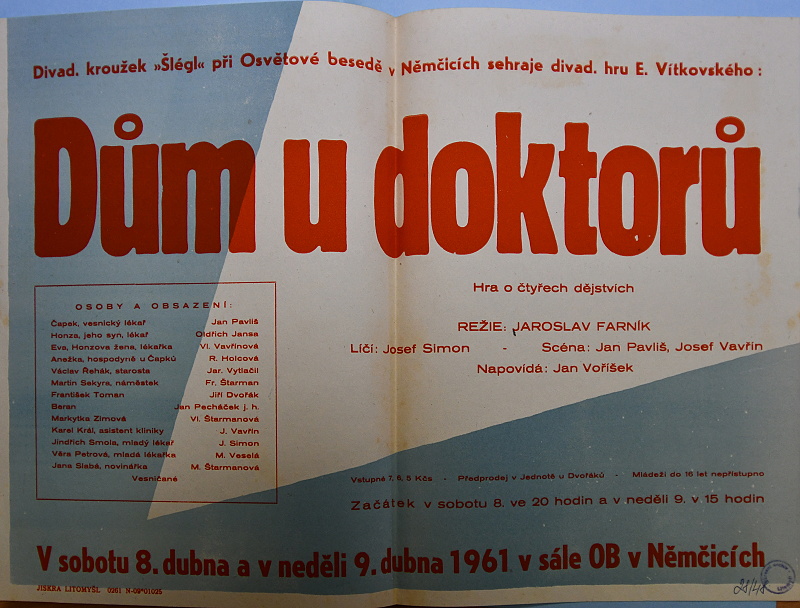 Divad. kroužek »Šlégl« při Osvětové besedě v Němčicích sehraje divad. hru E. Vítkovského :
Dům u doktorů
Hra o čtyřech dějstvích
REŽIE: JAROSLAV FARNÍK
Líčí: Josef Simon - Scéna: Jan Pavliš, Josef Vavřín
Napovídá: Jan Voříšek
OSOBY A OBSAZENÍ:
Čapek, vesnický lékař Jan Pavliš
Honza, jeho syn, lékař Oldřich Jansa
Eva, Honzova žena, lékařka Vl. Vavřínová
Anežka, hospodyně u Čapků R. Holcová
Václav Řehák, starosta Jar. Vytlačil
Martin Sekyra, náměstek Fr. Štarman
František Toman Jiří Dvořák
Beran Jan Pecháček j. h.
Markytka Zimová Vl. Štarmanová
Karel Král, asistent kliniky J. Vavřín
Jindřich Smola, mladý lékař J. Simon
Věra Petrová, mladá lékařka M. Veselá
Jana Slabá, novinářka M. Štarmanová
Vesničané
Vstupné 7, 6, 5 Kčs - Předprodej v Jednotě u Dvořáků - Mládeži do 16 let nepřístupno
Začátek v sobotu 8. ve 20 hodin a v neděli 9. v 15 hodin
V sobotu 8. dubna a v neděli 9. dubna 1961 v sále OB v Němčicích
JISKRA LITOMYŠL 0261 N-09*01025
28/48